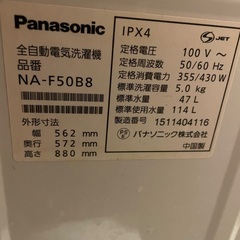 Panasonic
全自動電気洗濯機
品番
NA-F50B8
外形寸法
幅 562 mm
奥行 572 mm
高さ 880 mm
IPX4
JET
定格電圧 100 V～
定格周波数 50/60 Hz
定格消費電力 355/430 W
標準洗濯容量 5.0 kg
標準水量 47 L
標準使用水量 114 L
製造番号 1511404116
パナソニック株式会社
中国製